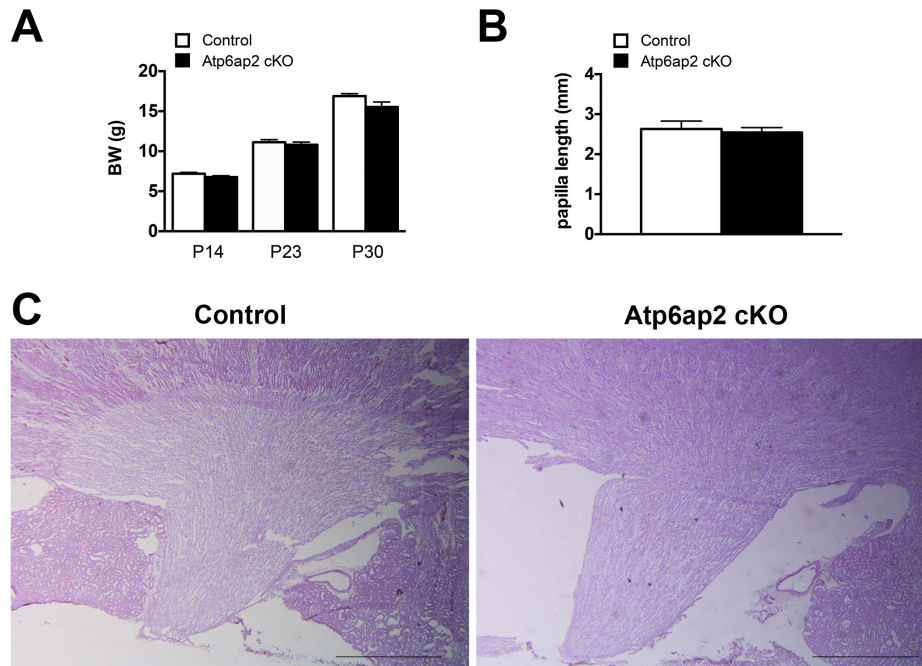 A
Control
Atp6ap2 cKO
BW (g)
20
15
10
5
0
P14 P23 P30
B
Control
Atp6ap2 cKO
papilla length (mm)
4
3
2
1
0
C
Control Atp6ap2 cKO